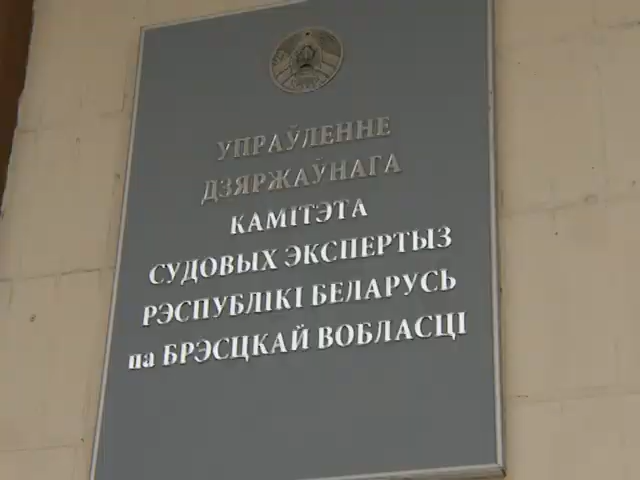 УПРАЎЛЕННЕ
ДЗЯРЖАЎНАГА
КАМІТЭТА
СУДОВЫХ ЭКСПЕРТЫЗ
РЭСПУБЛІКІ БЕЛАРУСЬ
па БРЭСЦКАЙ ВОБЛАСЦІ